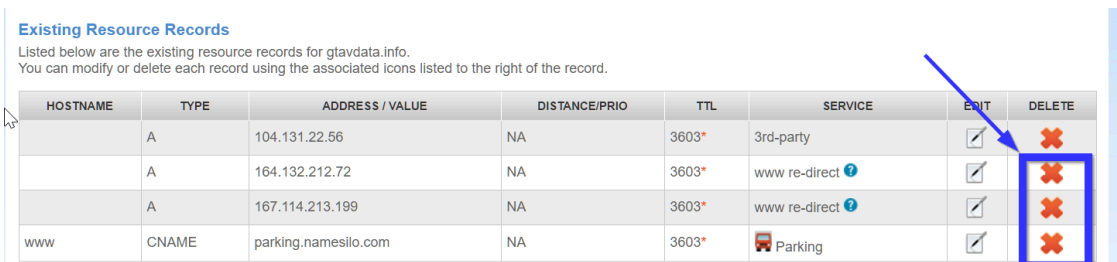 Existing Resource Records
Listed below are the existing resource records for gtavdata.info.
You can modify or delete each record using the associated icons listed to the right of the record.
HOSTNAME TYPE ADDRESS / VALUE DISTANCE/PRIO TTL SERVICE EDIT DELETE
A 104.131.22.56 NA 3603* 3rd-party
A 164.132.212.72 NA 3603* www re-direct ?
A 167.114.213.199 NA 3603* www re-direct ?
www CNAME parking.namesilo.com NA 3603* Parking